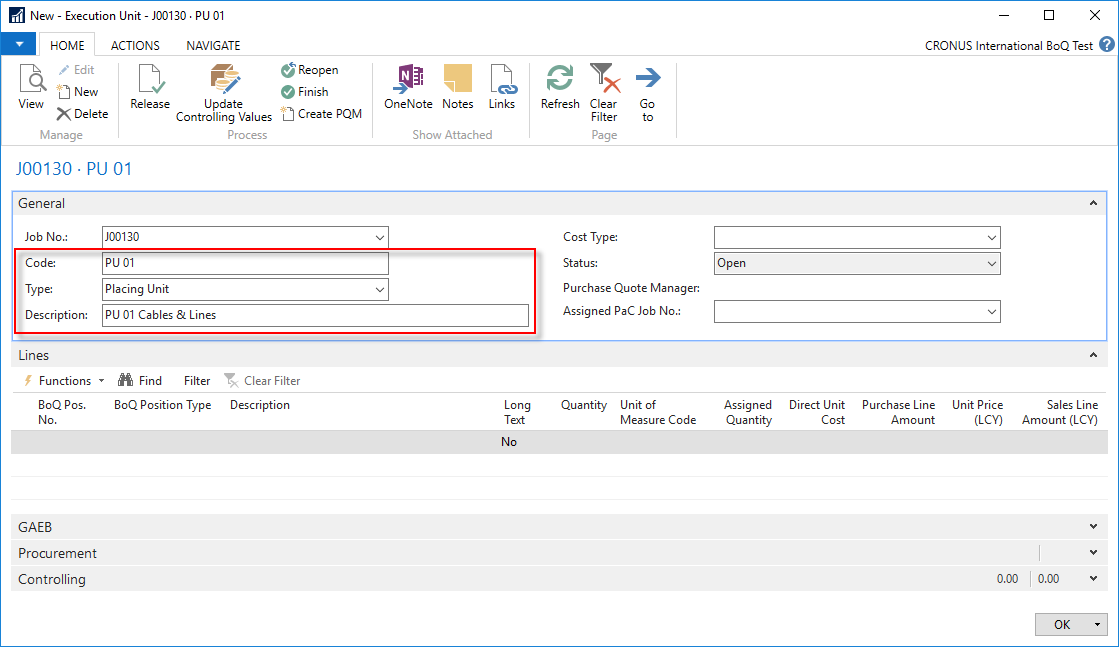 New - Execution Unit - J00130 · PU 01
HOME ACTIONS NAVIGATE CRONUS International BoQ Test ?
View Edit New Delete
Manage
Release Update Controlling Values Reopen Finish Create PQM
Process
OneNote Notes Links
Show Attached
Refresh Clear Filter Go to
Page
J00130 · PU 01
General
Job No.: J00130
Code: PU 01
Type: Placing Unit
Description: PU 01 Cables & Lines
Cost Type:
Status: Open
Purchase Quote Manager:
Assigned PaC Job No.:
Lines
Functions Find Filter Clear Filter
BoQ Pos. No. BoQ Position Type Description Long Text Quantity Unit of Measure Code Assigned Quantity Direct Unit Cost Purchase Line Amount Unit Price (LCY) Sales Line Amount (LCY)
No
GAEB
Procurement
Controlling 0.00 0.00
OK